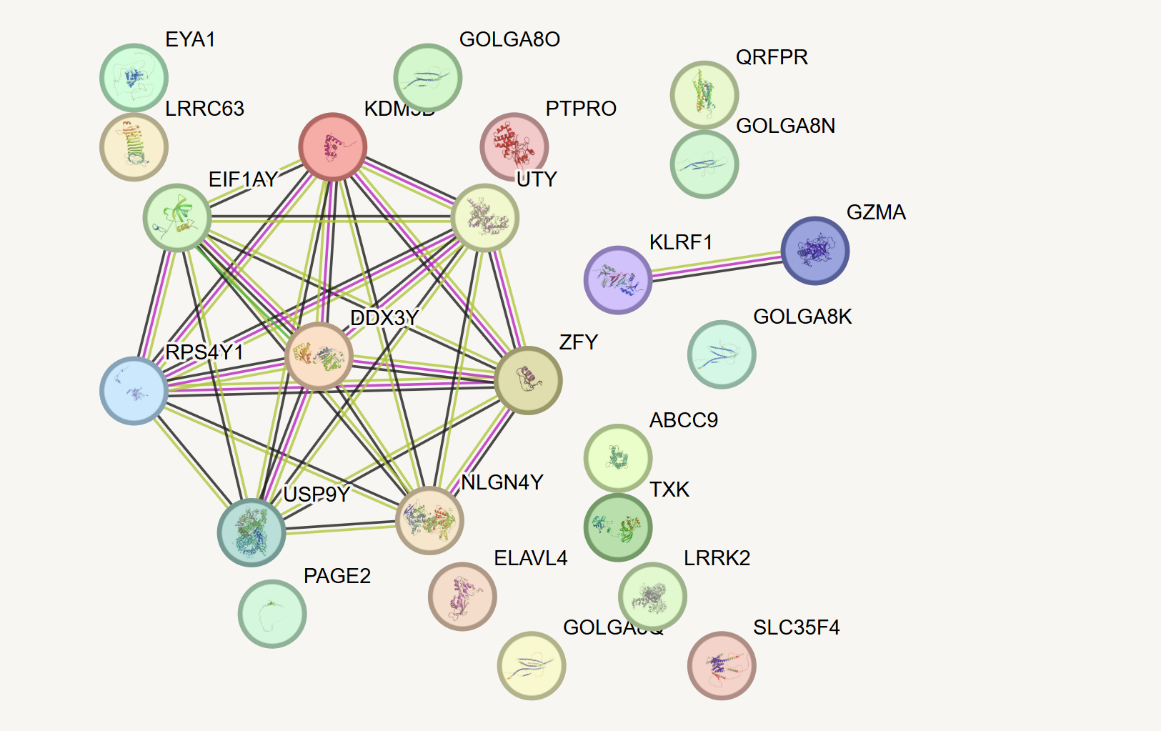 EYA1
GOLGA8O
QRFPR
LRRC63
PTPRO
GOLGA8N
EIF1AY
UTY
GZMA
KLRF1
DDX3Y
GOLGA8K
ZFY
RPS4Y1
ABCC9
NLGN4Y
TXK
USP9Y
ELAVL4
LRRK2
PAGE2
SLC35F4